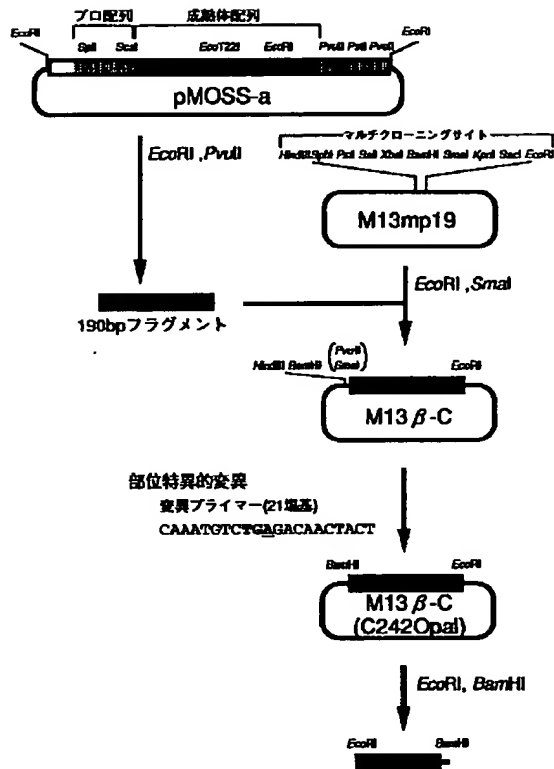 プロ配列 成熟体配列
EcoRI SplI ScaI EcoT22I EcoRI PvuII PstI PvuII EcoRI
pMOSS-a
マルチクローニングサイト
HindIII SphI PstI SalI XbaI BamHI SmaI KpnI SacI EcoRI
EcoRI ,PvuII
M13mp19
190bpフラグメント
EcoRI ,SmaI
HindIII BamHI (PvuII
SmaI) EcoRI
M13β-C
部位特異的変異
変異プライマー(21塩基)
CAAATGTCTGAGACAACTACT
BamHI EcoRI
M13β-C
(C242Opal)
EcoRI, BamHI
EcoRI BamHI